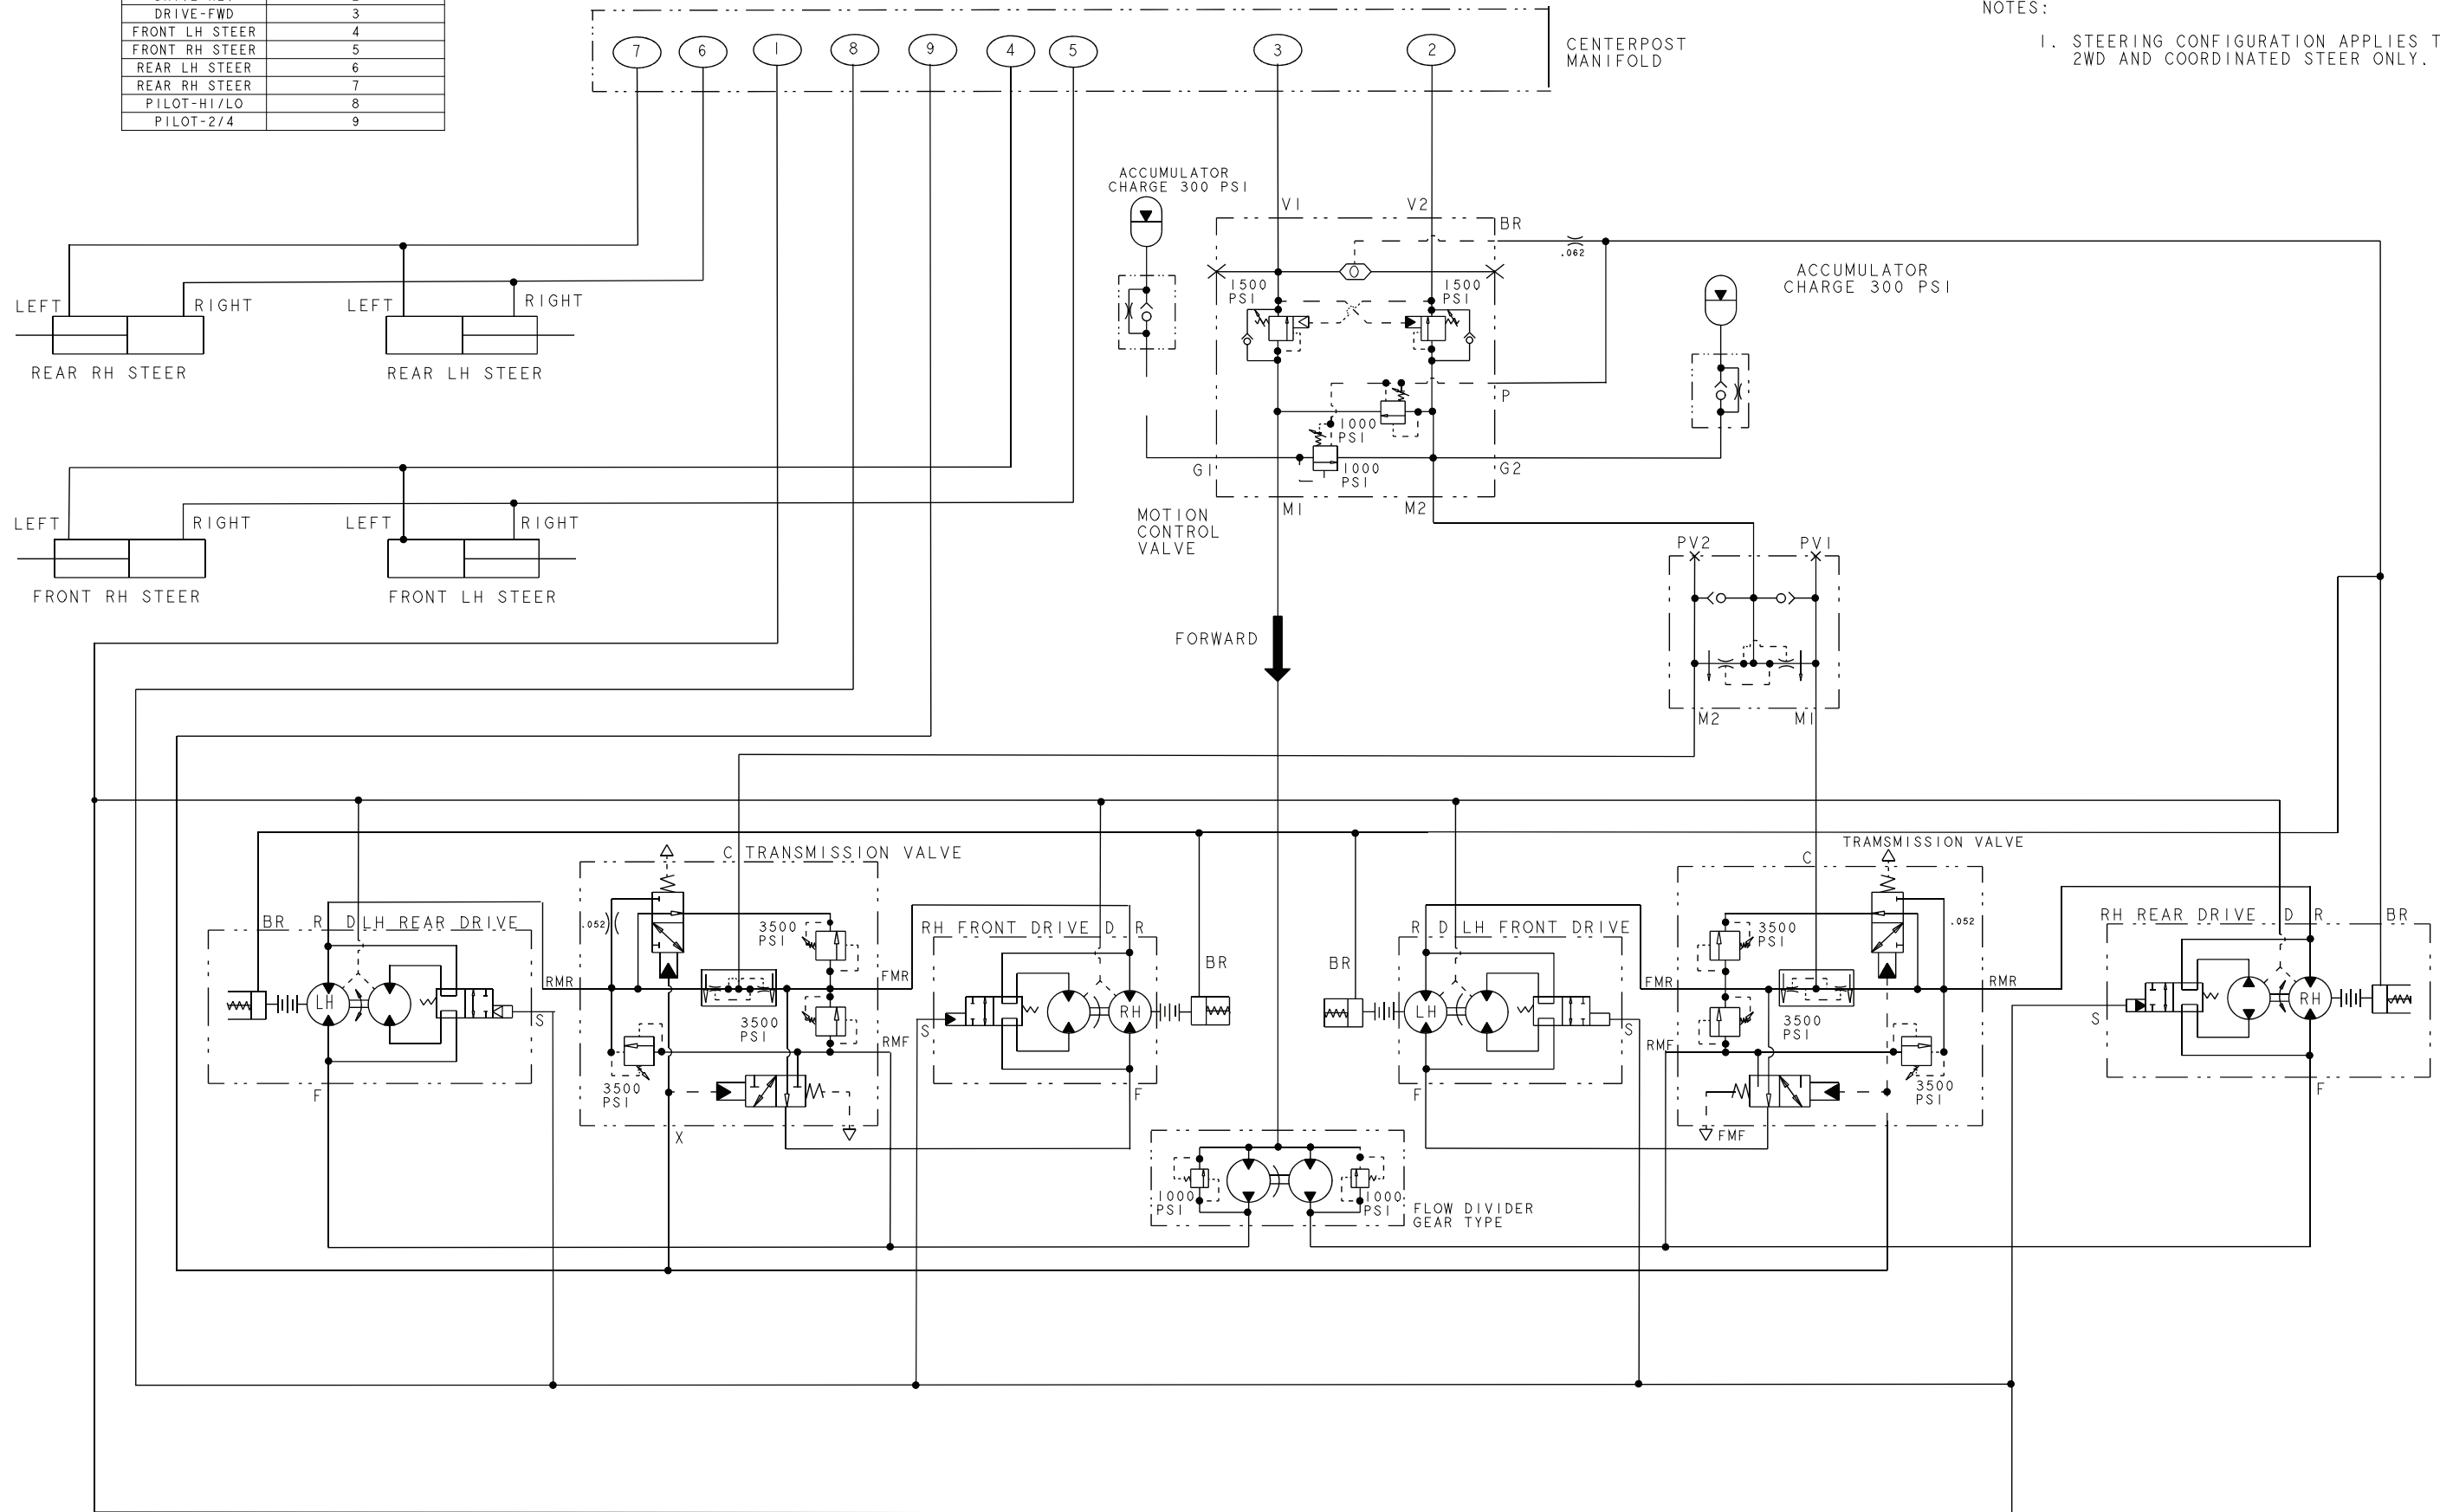 DRIVE-FWD 3
FRONT LH STEER 4
FRONT RH STEER 5
REAR LH STEER 6
REAR RH STEER 7
PILOT-HI/LO 8
PILOT-2/4 9
7 6 1 8 9 4 5 3 2
CENTERPOST
MANIFOLD
NOTES:
1. STEERING CONFIGURATION APPLIES T
2WD AND COORDINATED STEER ONLY.
ACCUMULATOR
CHARGE 300 PSI
V1 V2
BR
.062
ACCUMULATOR
CHARGE 300 PSI
1500
PSI
1500
PSI
LEFT RIGHT LEFT RIGHT
REAR RH STEER REAR LH STEER
P
1000
PSI
G1
1000
PSI
G2
M1 M2
MOTION
CONTROL
VALVE
LEFT RIGHT LEFT RIGHT
FRONT RH STEER FRONT LH STEER
PV2 PV1
FORWARD
M2 M1
C TRANSMISSION VALVE
TRAMSMISSION VALVE
C
BR R D LH REAR DRIVE
.052
3500
PSI
RH FRONT DRIVE D R
BR
BR
R D LH FRONT DRIVE
3500
PSI
.052
RH REAR DRIVE D R BR
RMR FMR FMR RMR
LH RH LH RH
S
3500
PSI
S
S
3500
PSI
S
RMF RMF
3500
PSI
3500
PSI
F X F F FMF F
1000
PSI
1000
PSI
FLOW DIVIDER
GEAR TYPE